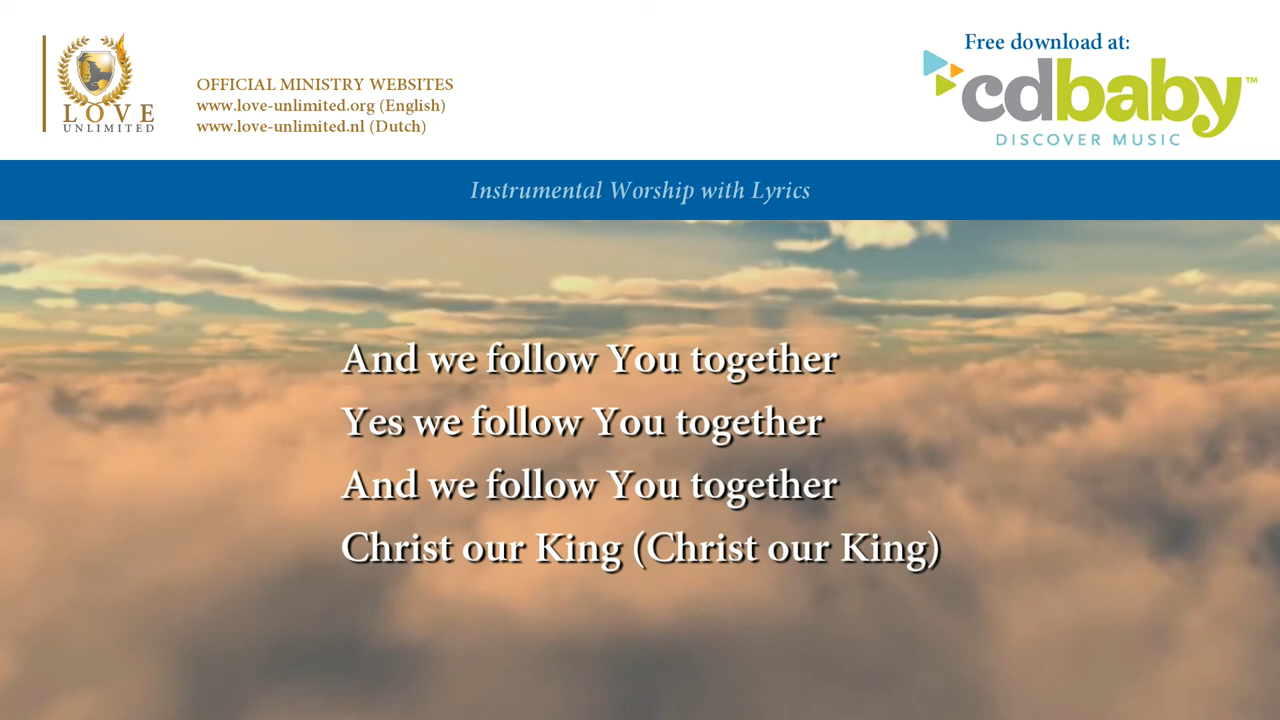 LOVE
UNLIMITED
OFFICIAL MINISTRY WEBSITES
www.love-unlimited.org (English)
www.love-unlimited.nl (Dutch)
Free download at:
cdbaby™
DISCOVER MUSIC
Instrumental Worship with Lyrics
And we follow You together
Yes we follow You together
And we follow You together
Christ our King (Christ our King)